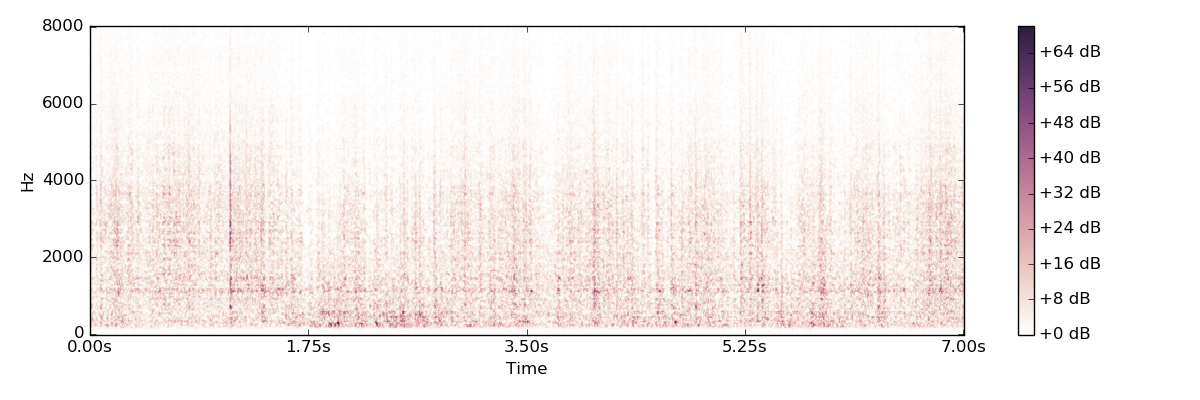 8000
6000
4000
2000
0
Hz
0.00s
1.75s
3.50s
5.25s
7.00s
Time
+64 dB
+56 dB
+48 dB
+40 dB
+32 dB
+24 dB
+16 dB
+8 dB
+0 dB